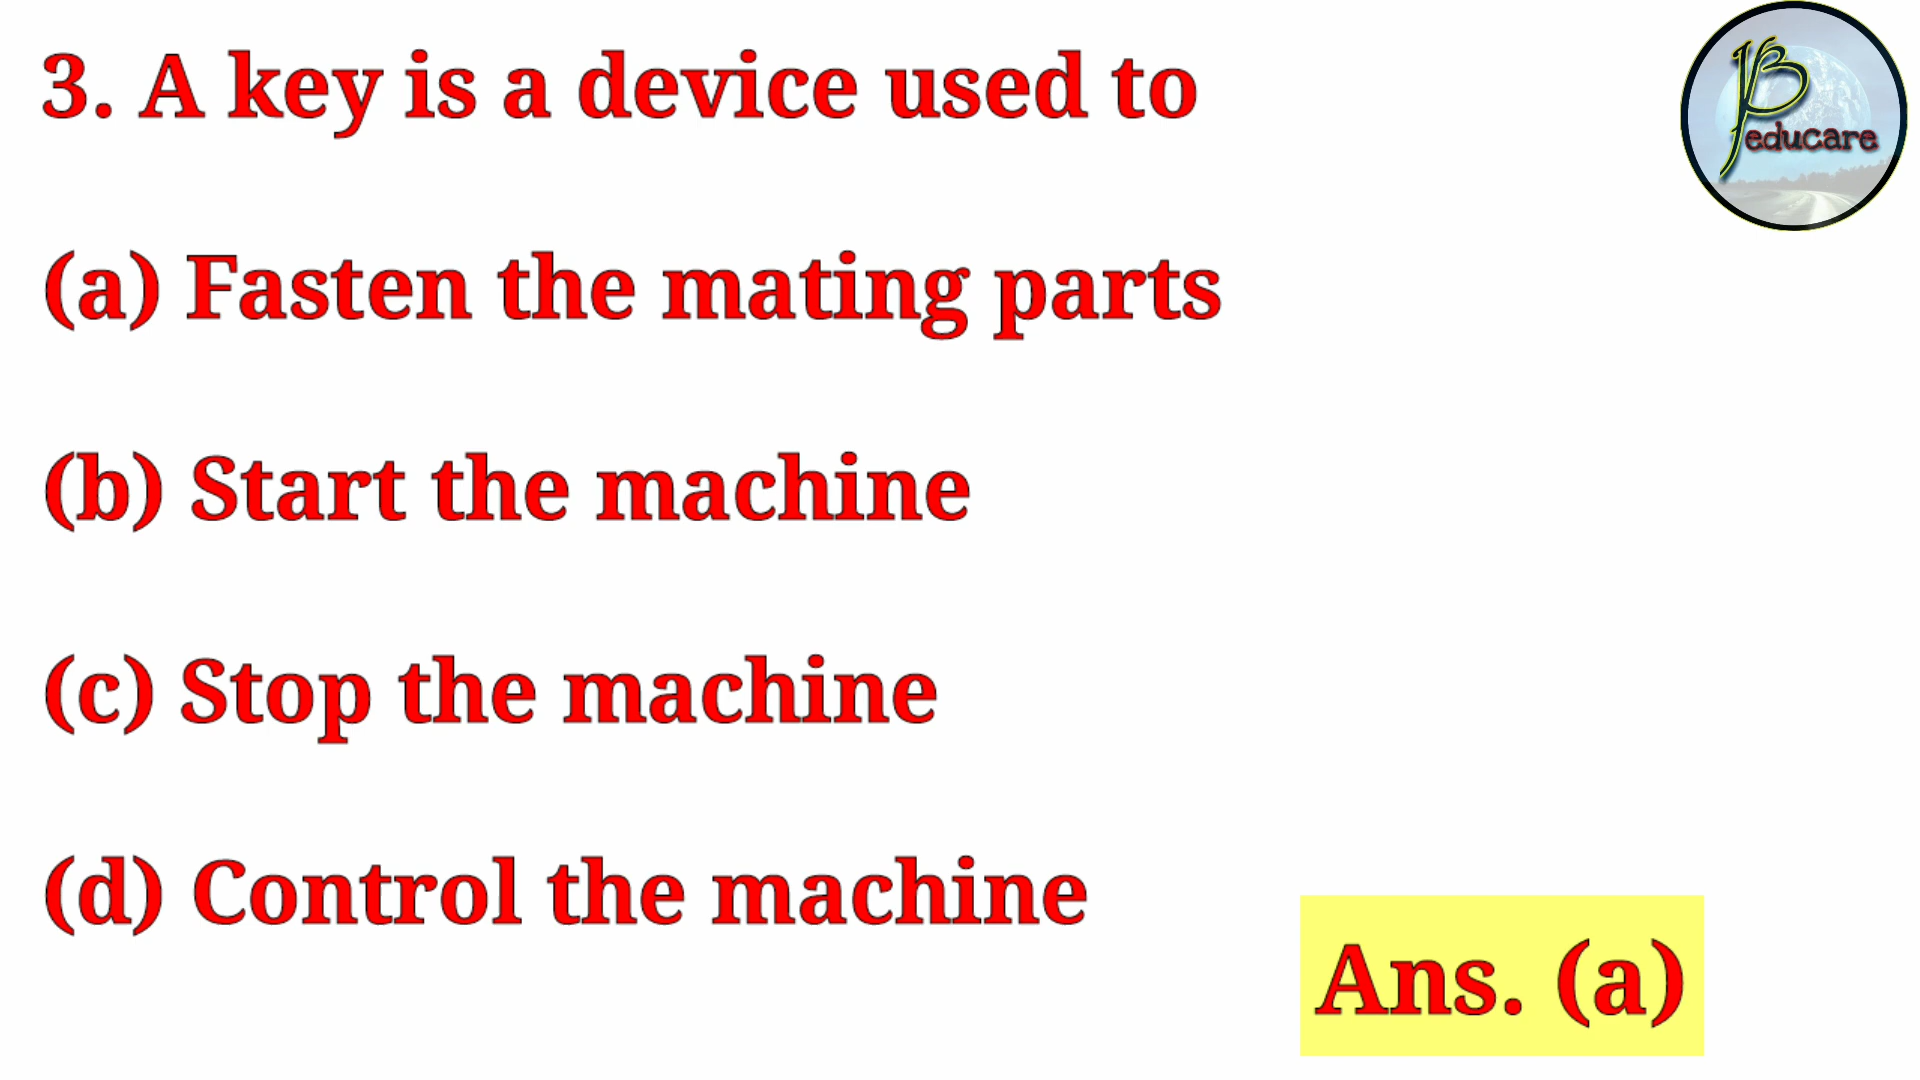 3. A key is a device used to
(a) Fasten the mating parts
(b) Start the machine
(c) Stop the machine
(d) Control the machine
Ans. (a)
educare